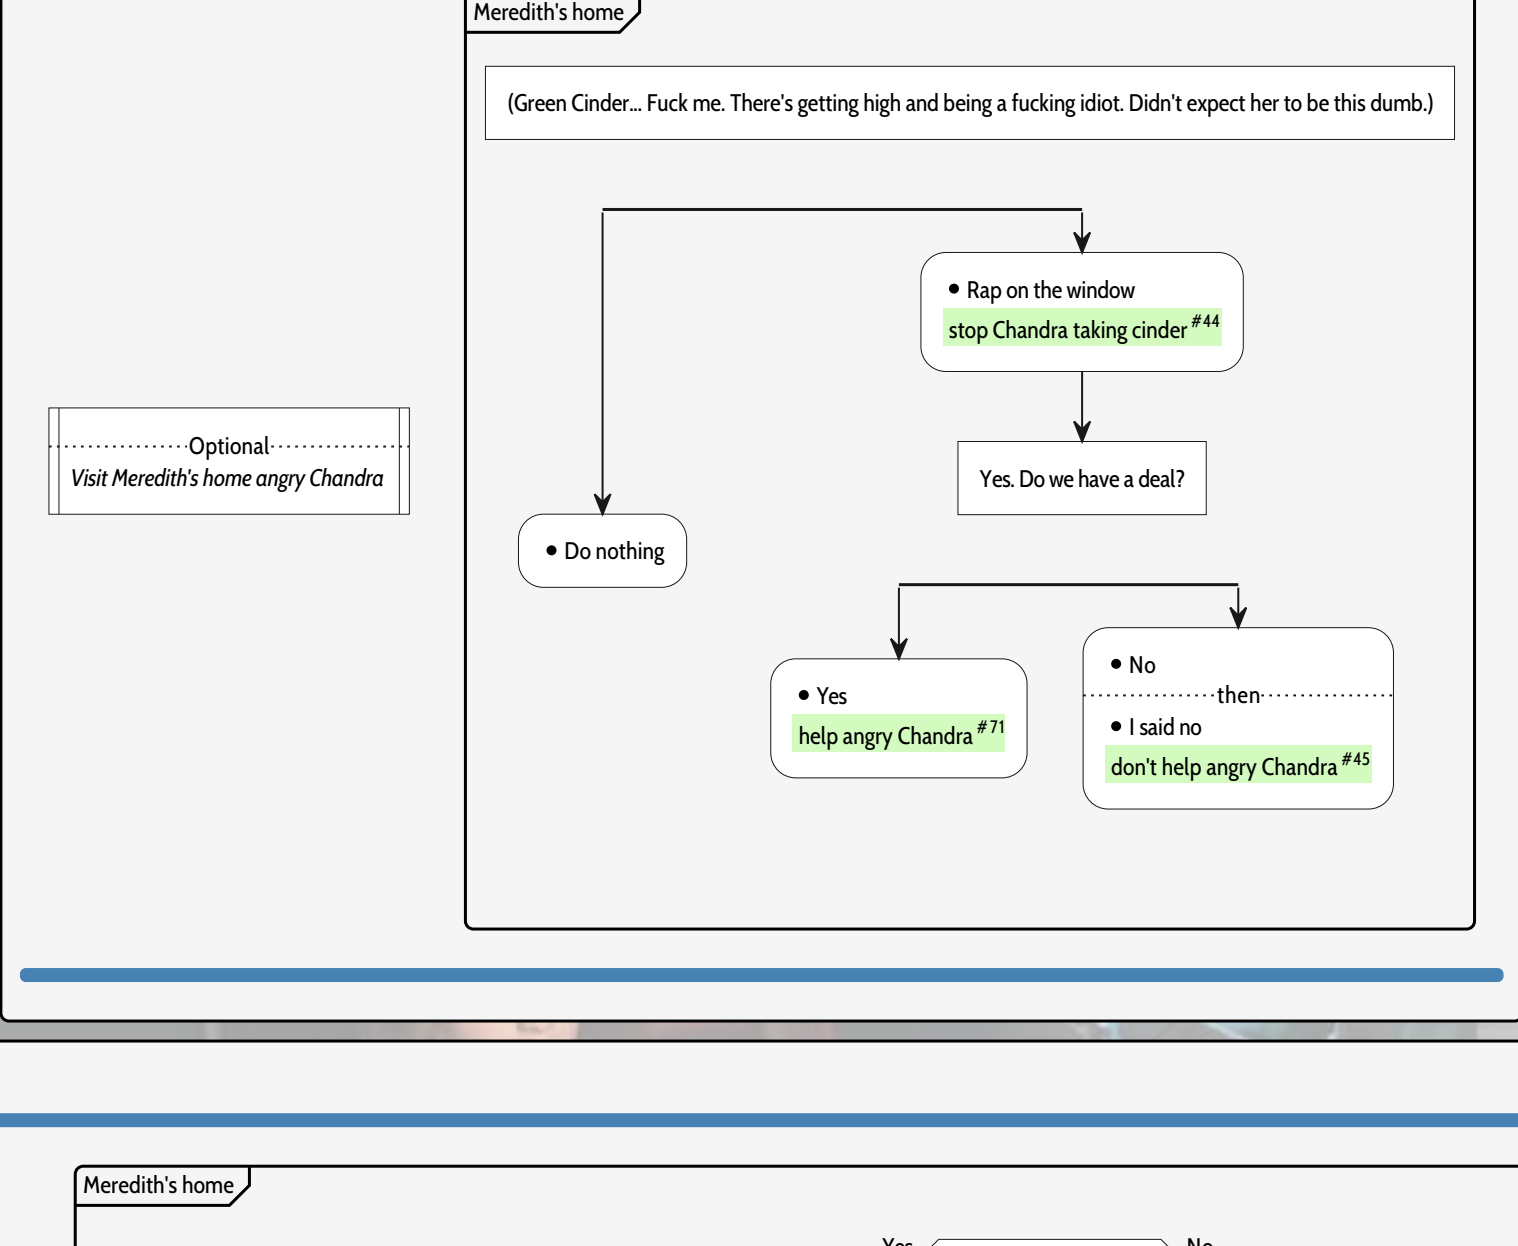 Meredith's home
(Green Cinder... Fuck me. There's getting high and being a fucking idiot. Didn't expect her to be this dumb.)
• Rap on the window
stop Chandra taking cinder #44
Optional
Visit Meredith's home angry Chandra
Yes. Do we have a deal?
• Do nothing
• Yes
help angry Chandra #71
• No
then
• I said no
don't help angry Chandra #45
Meredith's home
Yes
No